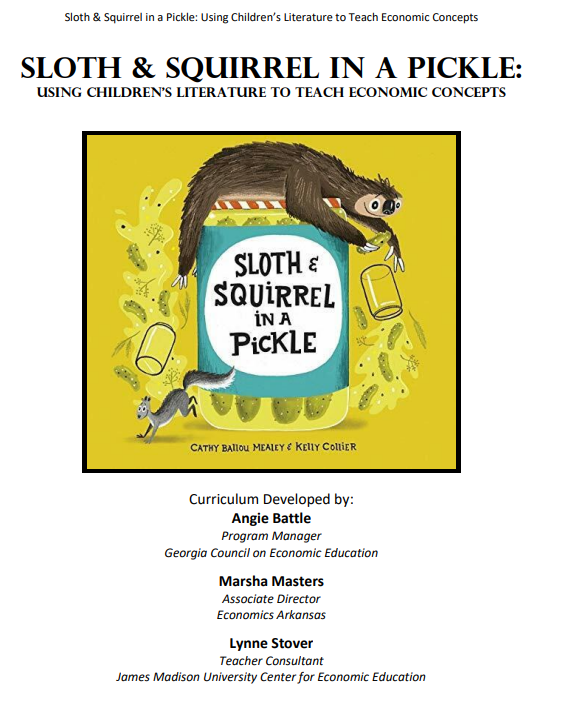 Sloth & Squirrel in a Pickle: Using Children's Literature to Teach Economic Concepts
SLOTH & SQUIRREL IN A PICKLE:
USING CHILDREN'S LITERATURE TO TEACH ECONOMIC CONCEPTS
SLOTH &
SQUiRREL
iN A
PiCKLE
CATHY BALLOU MEALEY & KELLY COLLIER
Curriculum Developed by:
Angie Battle
Program Manager
Georgia Council on Economic Education
Marsha Masters
Associate Director
Economics Arkansas
Lynne Stover
Teacher Consultant
James Madison University Center for Economic Education